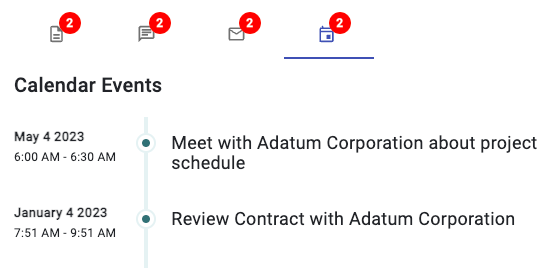 2 2 2 2
Calendar Events
May 4 2023
6:00 AM - 6:30 AM
Meet with Adatum Corporation about project
schedule
January 4 2023
7:51 AM - 9:51 AM
Review Contract with Adatum Corporation